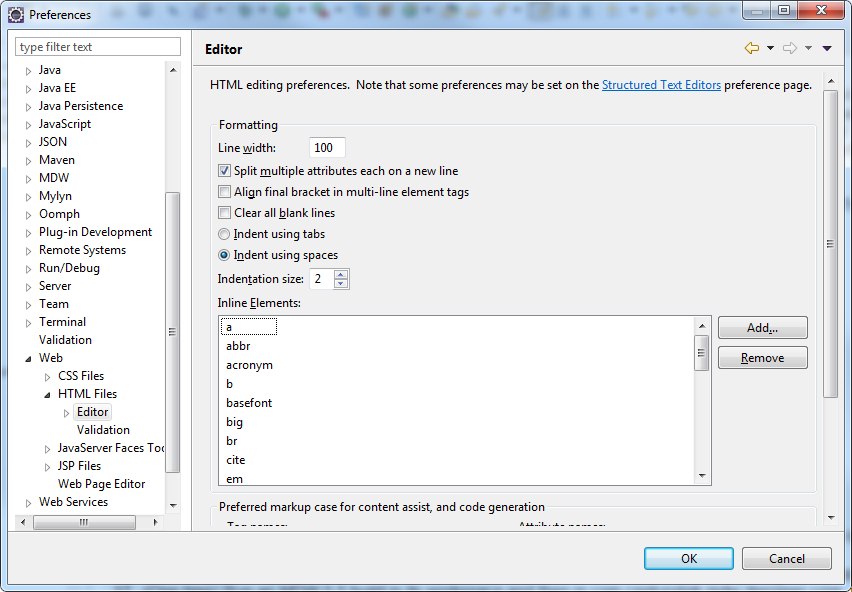 Preferences
type filter text
Java
Java EE
Java Persistence
JavaScript
JSON
Maven
MDW
Mylyn
Oomph
Plug-in Development
Remote Systems
Run/Debug
Server
Team
Terminal
Validation
Web
CSS Files
HTML Files
Editor
Validation
JavaServer Faces Too
JSP Files
Web Page Editor
Web Services
Editor
HTML editing preferences.  Note that some preferences may be set on the Structured Text Editors preference page.
Formatting
Line width: 100
Split multiple attributes each on a new line
Align final bracket in multi-line element tags
Clear all blank lines
Indent using tabs
Indent using spaces
Indentation size: 2
Inline Elements:
a
abbr
acronym
b
basefont
big
br
cite
em
Add...
Remove
Preferred markup case for content assist, and code generation
Tag names: Attribute names:
OK
Cancel